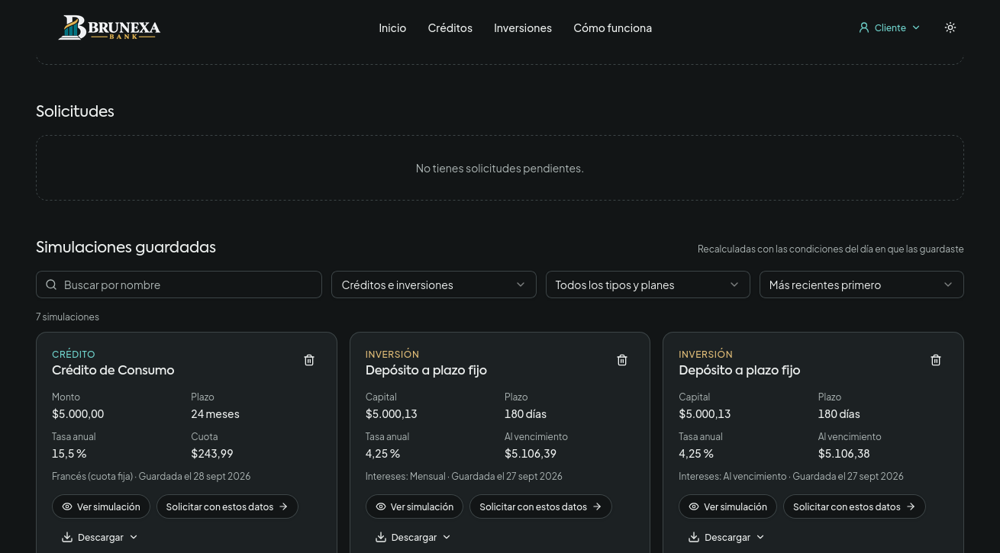 BRUNEXA
BANK
Inicio
Créditos
Inversiones
Cómo funciona
Cliente
Solicitudes
No tienes solicitudes pendientes.
Simulaciones guardadas
Recalculadas con las condiciones del día en que las guardaste
Buscar por nombre
Créditos e inversiones
Todos los tipos y planes
Más recientes primero
7 simulaciones
CRÉDITO
Crédito de Consumo
Monto
Plazo
$5.000,00
24 meses
Tasa anual
Cuota
15,5 %
$243,99
Francés (cuota fija) · Guardada el 28 sept 2026
Ver simulación
Solicitar con estos datos
Descargar
INVERSIÓN
Depósito a plazo fijo
Capital
Plazo
$5.000,13
180 días
Tasa anual
Al vencimiento
4,25 %
$5.106,39
Intereses: Mensual · Guardada el 27 sept 2026
Ver simulación
Solicitar con estos datos
Descargar
INVERSIÓN
Depósito a plazo fijo
Capital
Plazo
$5.000,13
180 días
Tasa anual
Al vencimiento
4,25 %
$5.106,38
Intereses: Al vencimiento · Guardada el 27 sept 2026
Ver simulación
Solicitar con estos datos
Descargar